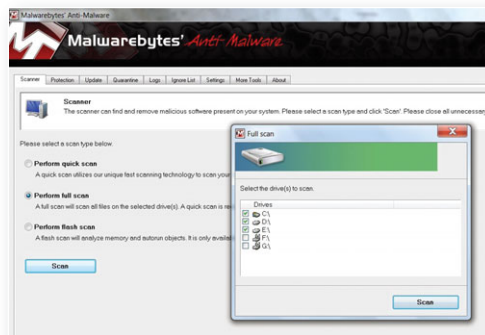 Malwarebytes' Anti-Malware
Malwarebytes' Anti-Malware
Scanner Protection Update Quarantine Logs Ignore List Settings More Tools About
Scanner
The scanner can find and remove malicious software present on your system. Please select a scan type and click 'Scan'. Please close all unnecessary
Please select a scan type below.
Perform quick scan
A quick scan utilizes our unique fast scanning technology to scan your
Perform full scan
A full scan will scan all files on the selected drive(s). A quick scan is
Perform flash scan
A flash scan will analyze memory and autorun objects. It is only
Scan
Full scan
Select the drive(s) to scan.
Drives
C:\
D:\
E:\
F:\
G:\
Scan